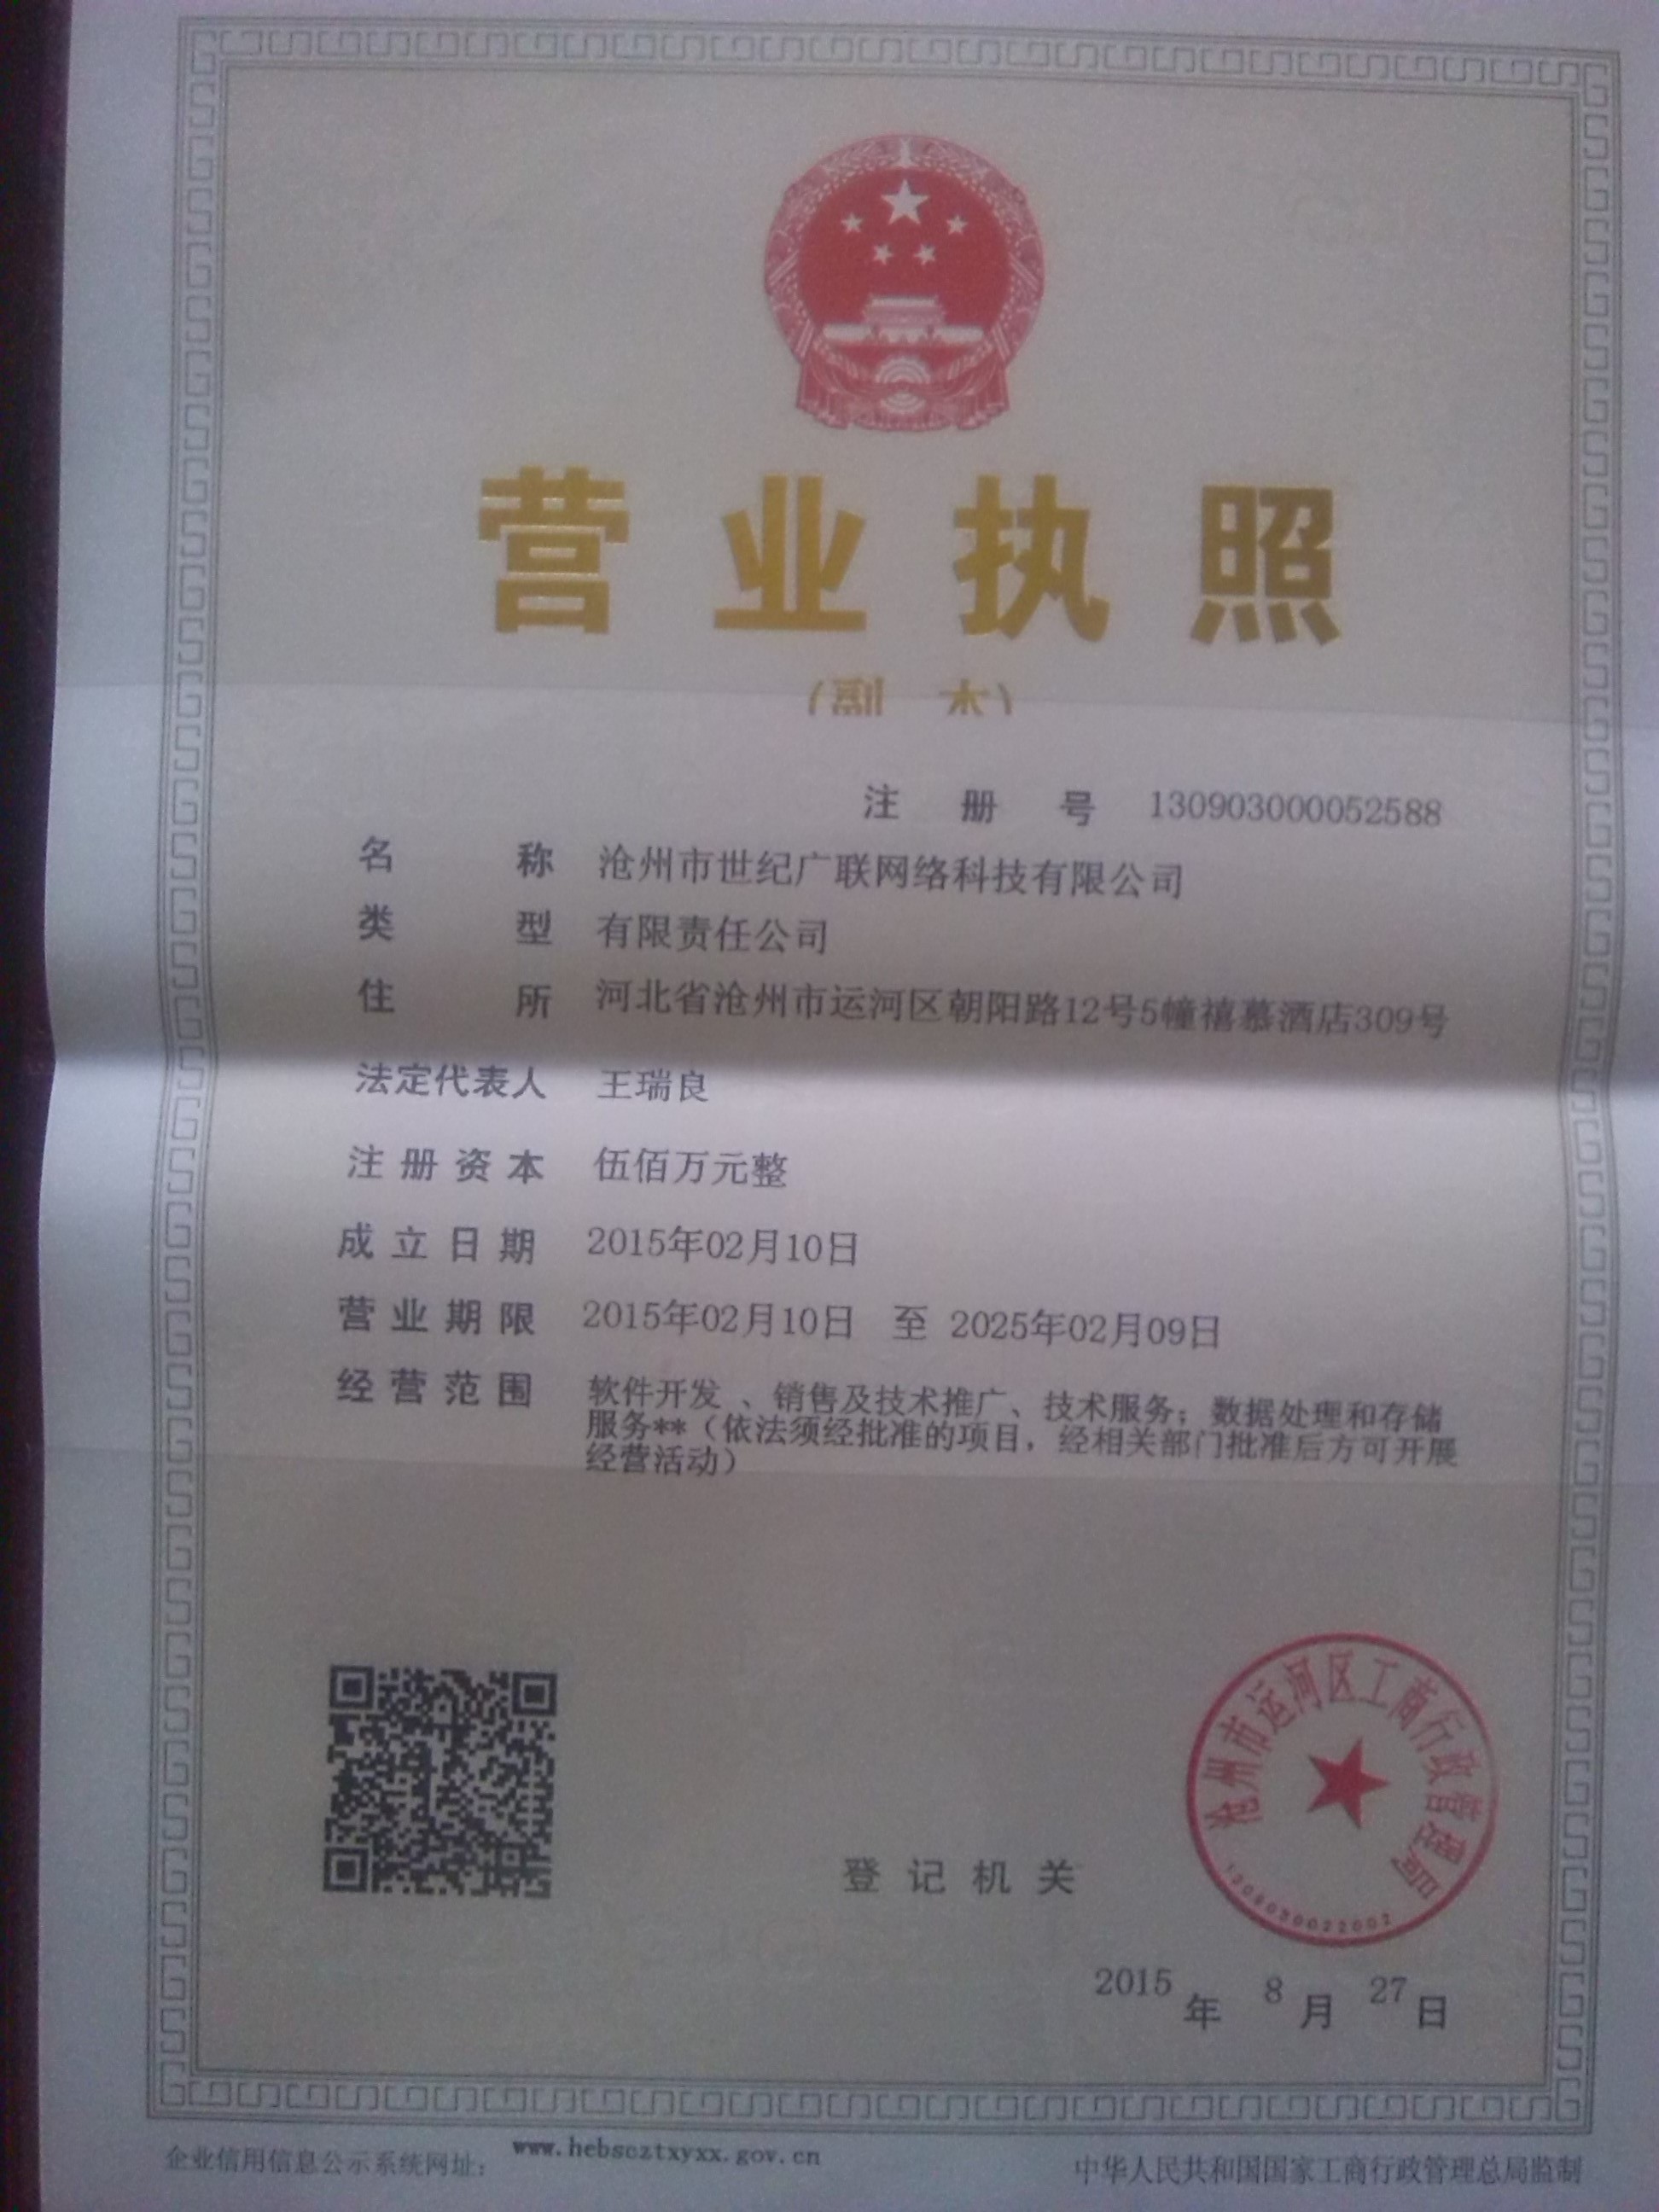 营业执照
（副 本）
注册号 130903000052588
名称 沧州市世纪广联网络科技有限公司
类型 有限责任公司
住所 河北省沧州市运河区朝阳路12号5幢禧慕酒店309号
法定代表人 王瑞良
注册资本 伍佰万元整
成立日期 2015年02月10日
营业期限 2015年02月10日 至 2025年02月09日
经营范围 软件开发、销售及技术推广、技术服务；数据处理和存储
服务**（依法须经批准的项目，经相关部门批准后方可开展
经营活动）
沧州市运河区工商行政管理局
登记机关
2015年 8月 27日
企业信用信息公示系统网址： www.hebscztxyxx.gov.cn
中华人民共和国国家工商行政管理总局监制